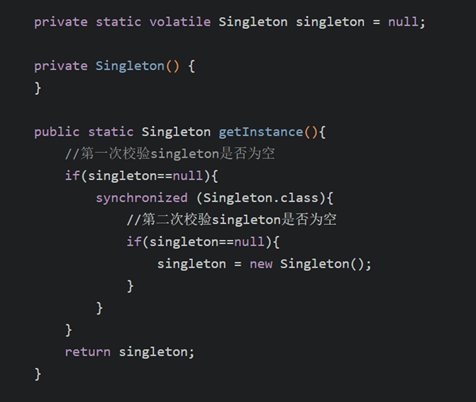 private static volatile Singleton singleton = null;
private Singleton() {
}
public static Singleton getInstance(){
//第一次校验singleton是否为空
if(singleton==null){
synchronized (Singleton.class){
//第二次校验singleton是否为空
if(singleton==null){
singleton = new Singleton();
}
}
}
return singleton;
}